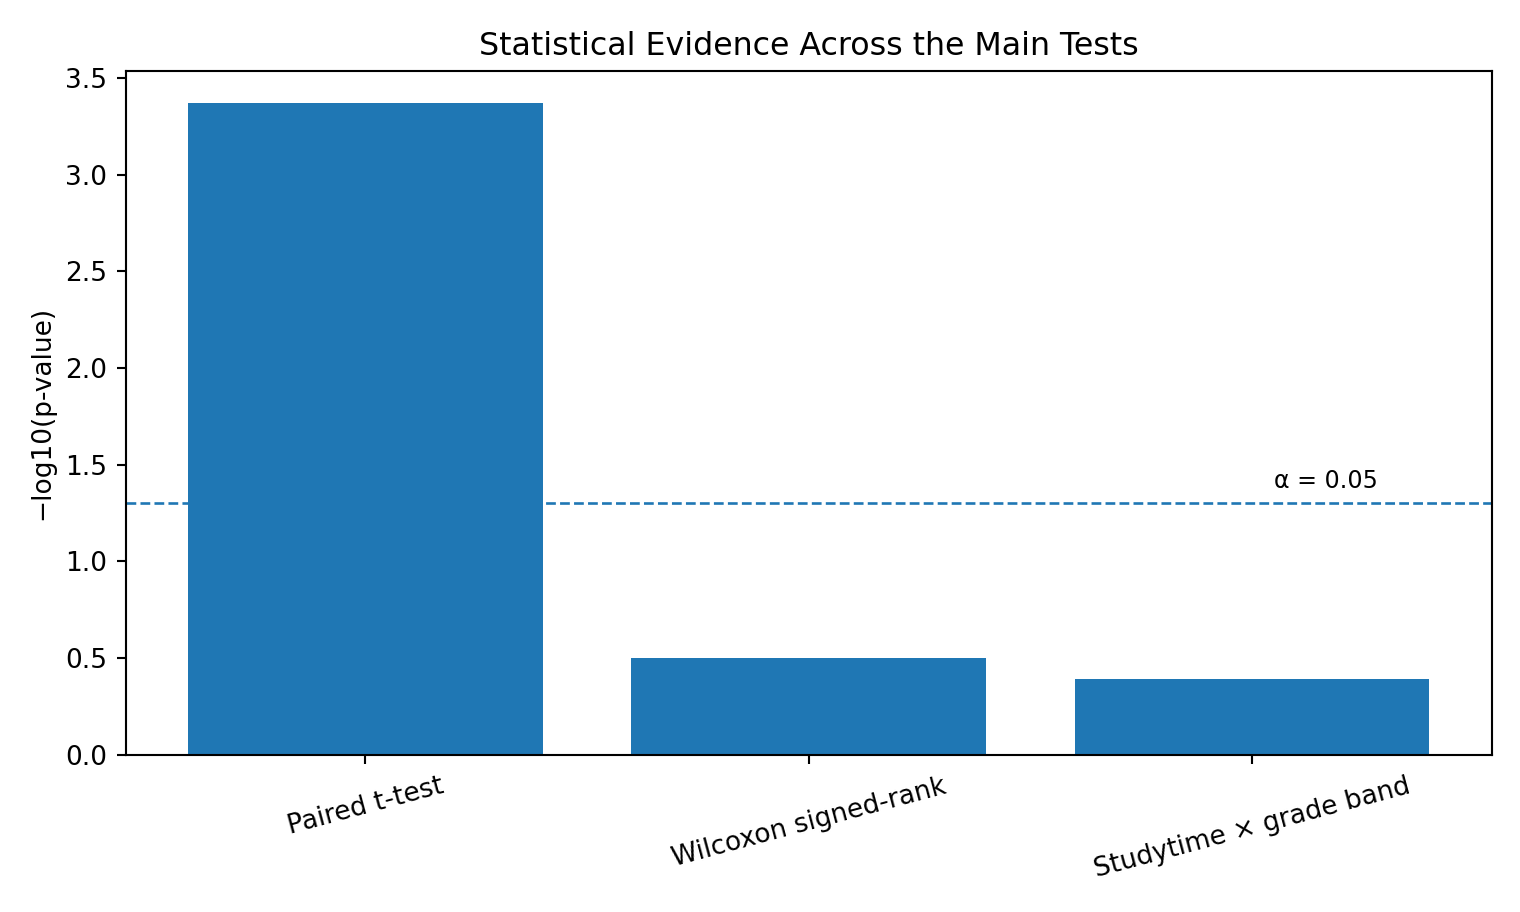 Statistical Evidence Across the Main Tests
−log10(p-value)
3.5
3.0
2.5
2.0
1.5
1.0
0.5
0.0
α = 0.05
Paired t-test
Wilcoxon signed-rank
Studytime × grade band